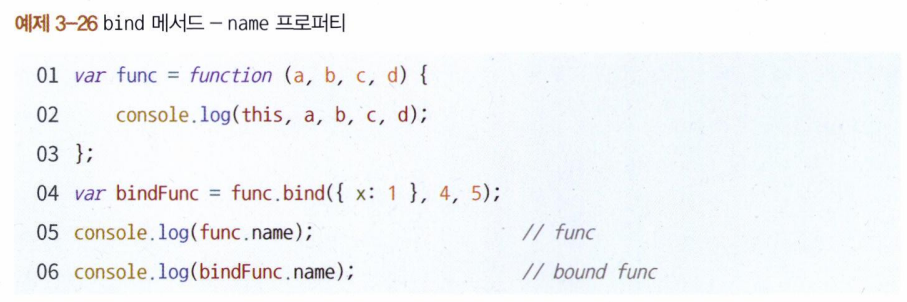 예제 3-26 bind 메서드 – name 프로퍼티
01 var func = function (a, b, c, d) {
02     console.log(this, a, b, c, d);
03 };
04 var bindFunc = func.bind({ x: 1 }, 4, 5);
05 console.log(func.name);                // func
06 console.log(bindFunc.name);            // bound func